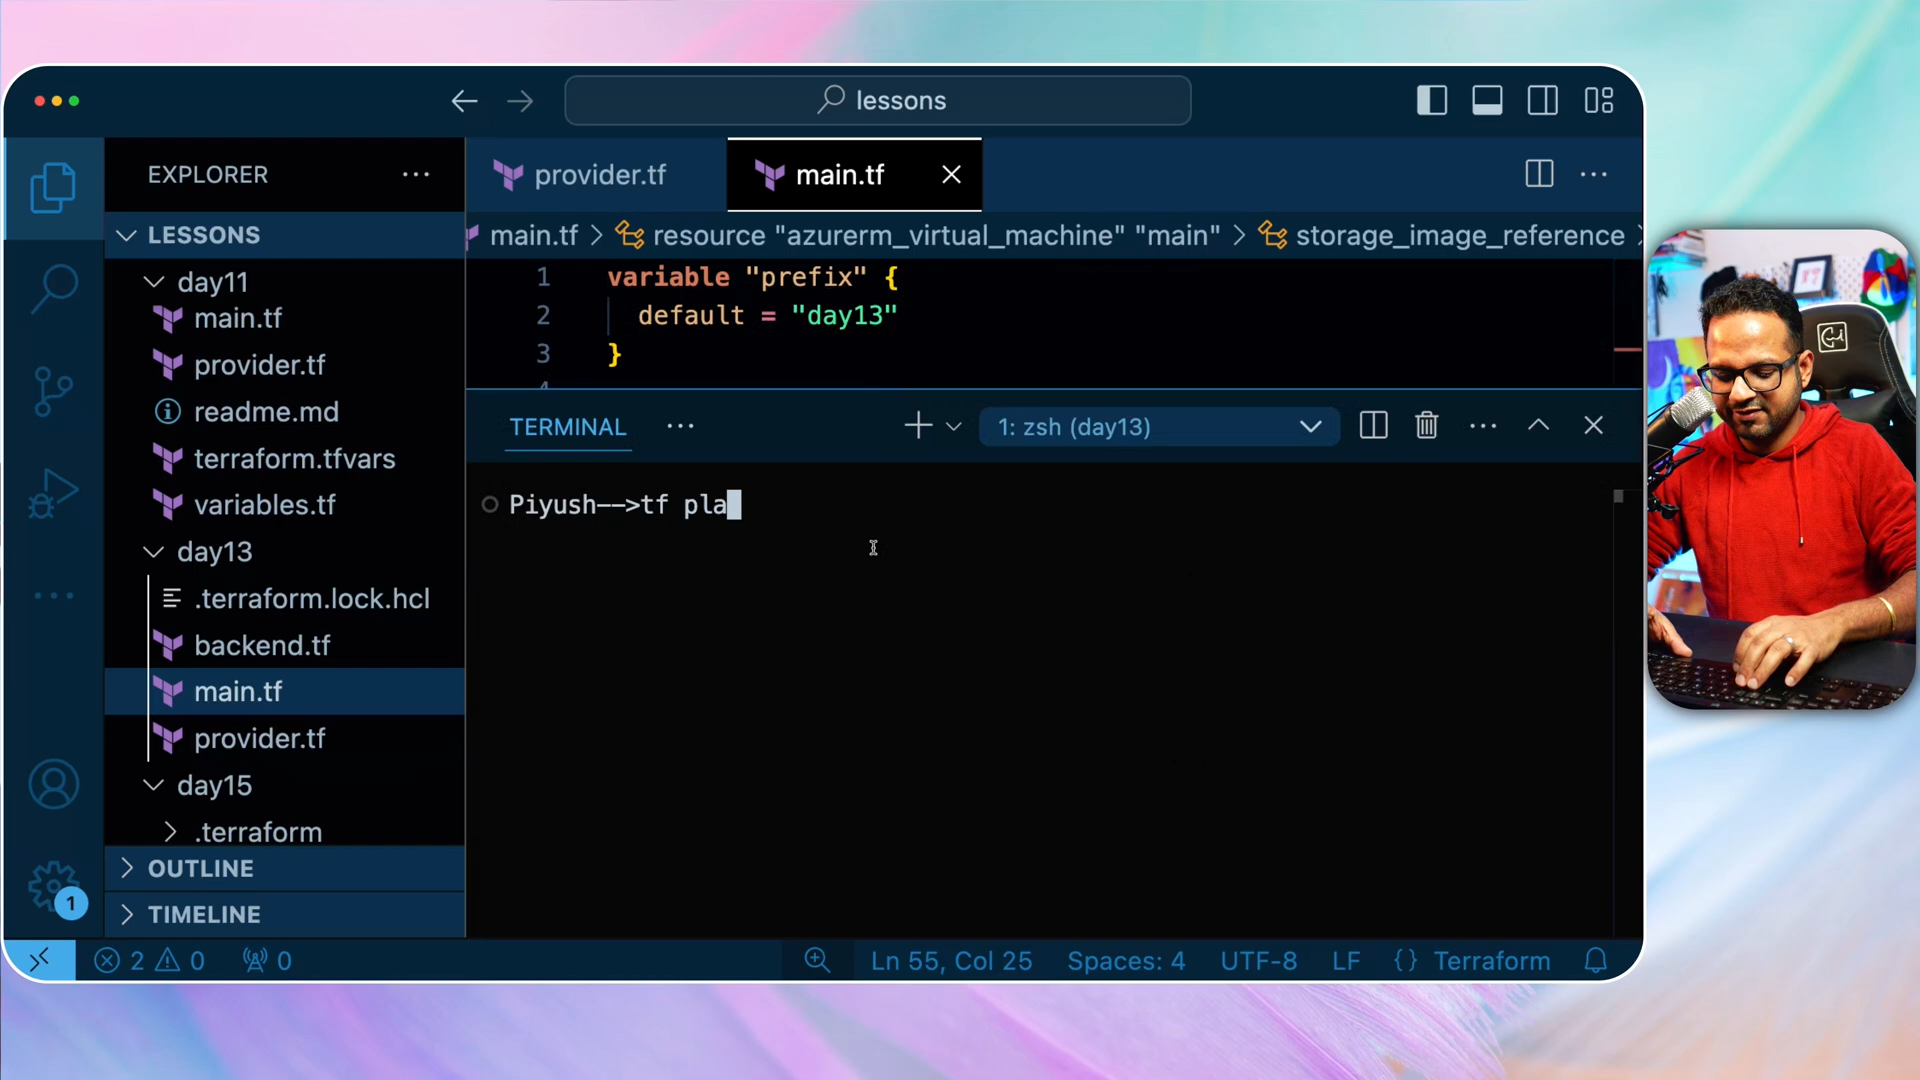 lessons
EXPLORER
provider.tf
main.tf
LESSONS
main.tf > resource "azurerm_virtual_machine" "main" > storage_image_reference
day11
main.tf
provider.tf
readme.md
terraform.tfvars
variables.tf
day13
.terraform.lock.hcl
backend.tf
main.tf
provider.tf
day15
.terraform
OUTLINE
TIMELINE
1 variable "prefix" {
2 default = "day13"
3 }
4
TERMINAL
1: zsh (day13)
Piyush-->tf pla
1
2 0 0
Ln 55, Col 25 Spaces: 4 UTF-8 LF {} Terraform